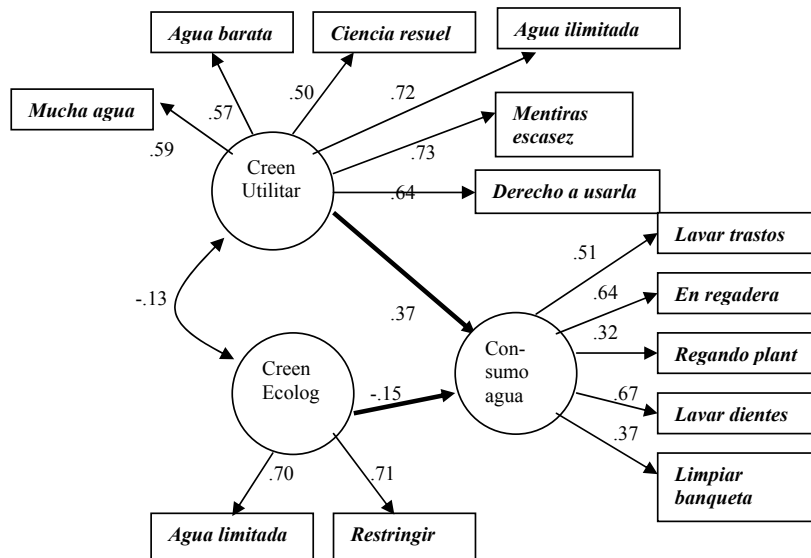 Agua barata
Ciencia resuel
Agua ilimitada
Mucha agua
.57
.50
.72
.59
Creen
Utilitar
.73
Mentiras
escasez
.64
Derecho a usarla
Lavar trastos
.51
.64
En regadera
-.13
.37
.32
Regando plant
Creen
Ecolog
-.15
Con-
sumo
agua
.67
Lavar dientes
.37
Limpiar
banqueta
.70
.71
Agua limitada
Restringir